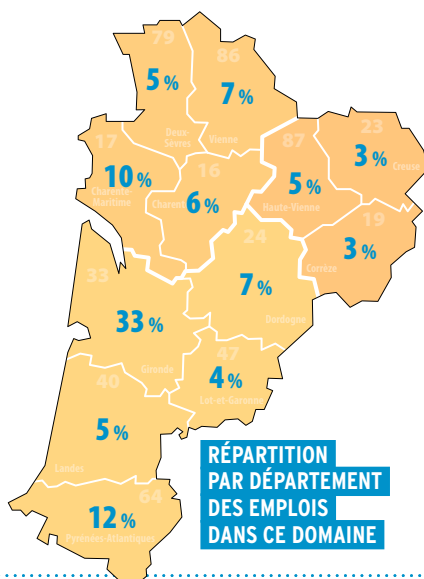 79
5 %
Deux-
Sèvres
86
7 %
Vienne
17
10 %
Charente-
Maritime
16
6 %
Charente
87
5 %
Haute-Vienne
23
3 %
Creuse
19
3 %
Corrèze
24
7 %
Dordogne
33
33 %
Gironde
47
4 %
Lot-et-Garonne
40
5 %
Landes
64
12 %
Pyrénées-Atlantiques
RÉPARTITION
PAR DÉPARTEMENT
DES EMPLOIS
DANS CE DOMAINE